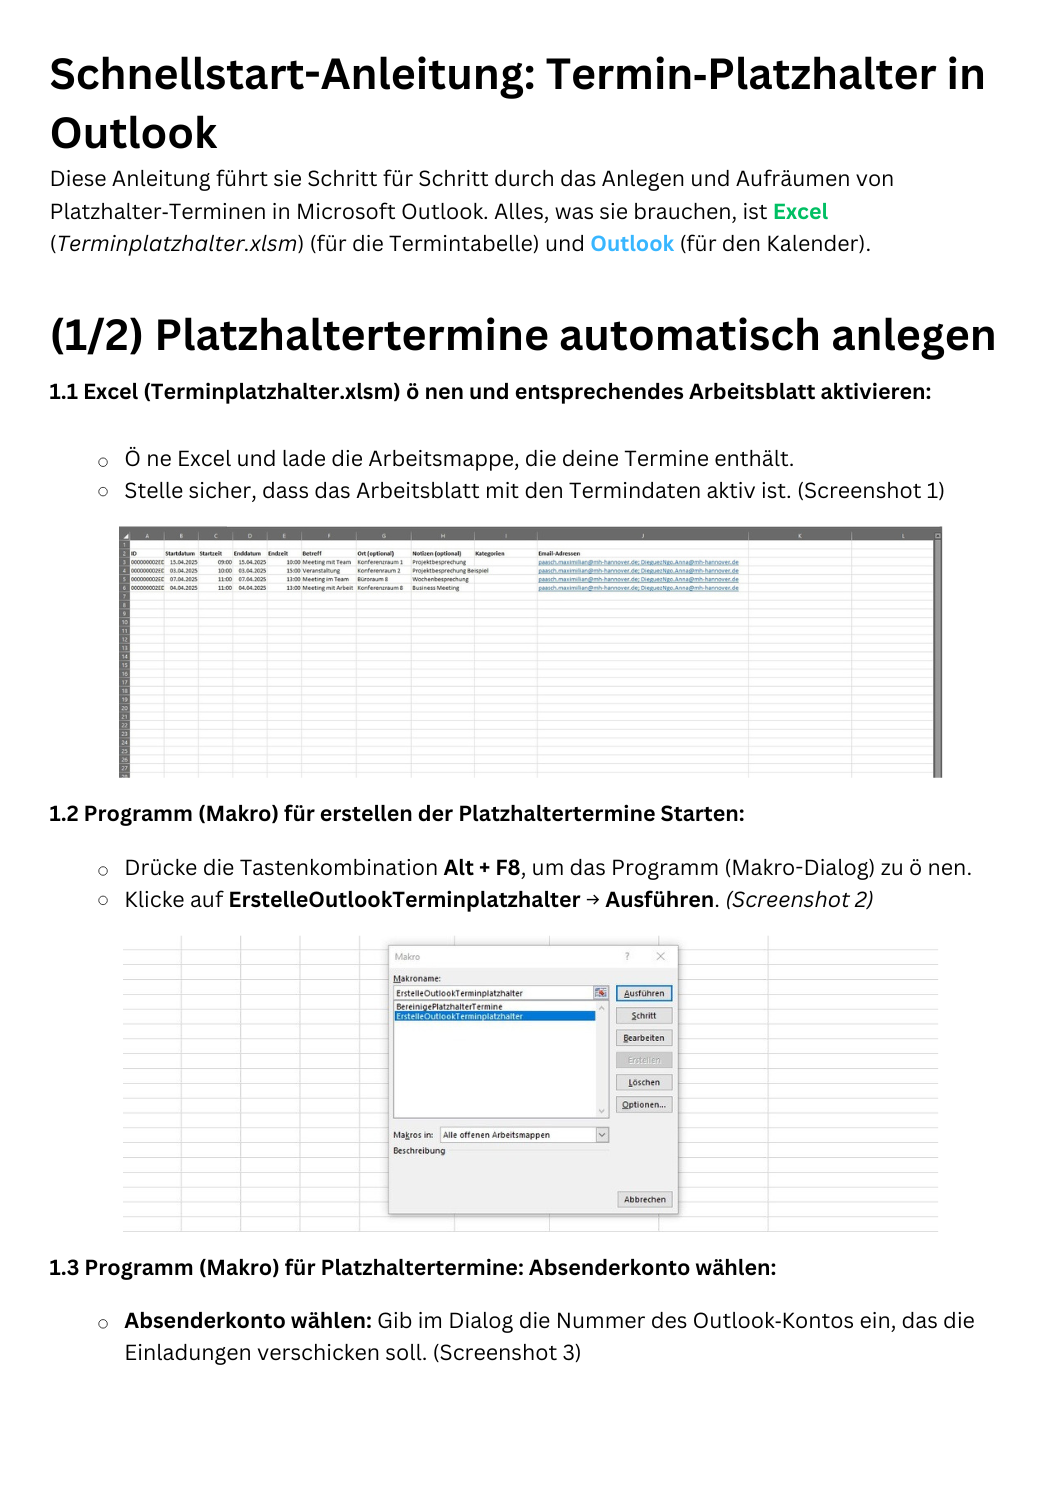 Schnellstart-Anleitung: Termin-Platzhalter in
Outlook
Diese Anleitung führt sie Schritt für Schritt durch das Anlegen und Aufräumen von
Platzhalter-Terminen in Microsoft Outlook. Alles, was sie brauchen, ist Excel
(Terminplatzhalter.xlsm) (für die Termintabelle) und Outlook (für den Kalender).
(1/2) Platzhaltertermine automatisch anlegen
1.1 Excel (Terminplatzhalter.xlsm) ö nen und entsprechendes Arbeitsblatt aktivieren:
Ö ne Excel und lade die Arbeitsmappe, die deine Termine enthält.
Stelle sicher, dass das Arbeitsblatt mit den Termindaten aktiv ist. (Screenshot 1)
ID Startdatum Startzeit Enddatum Endzeit Betreff Ort (optional) Notizen (optional) Kategorien Email-Adressen
000000002EC 15.04.2025 09:00 15.04.2025 10:00 Meeting mit Team Konferenzraum 1 Projektbesprechung paasch.maximilian@mh-hannover.de; DieguezNgo.Anna@mh-hannover.de
000000002EC 03.04.2025 10:00 03.04.2025 15:00 Veranstaltung Konferenraum 2 Projektbesprechung Beispiel paasch.maximilian@mh-hannover.de; DieguezNgo.Anna@mh-hannover.de
000000002EC 07.04.2025 11:00 07.04.2025 13:00 Meeting im Team Büroraum 8 Wochenbesprechung paasch.maximilian@mh-hannover.de; DieguezNgo.Anna@mh-hannover.de
000000002EC 04.04.2025 11:00 04.04.2025 13:00 Meeting mit Arbeit Konferenzraum 8 Business Meeting paasch.maximilian@mh-hannover.de; DieguezNgo.Anna@mh-hannover.de
1.2 Programm (Makro) für erstellen der Platzhaltertermine Starten:
Drücke die Tastenkombination Alt + F8, um das Programm (Makro-Dialog) zu ö nen.
Klicke auf ErstelleOutlookTerminplatzhalter → Ausführen. (Screenshot 2)
Makro ?
Makroname:
ErstelleOutlookTerminplatzhalter Ausführen
BereinigePlatzhalterTermine
ErstelleOutlookTerminplatzhalter Schritt
Bearbeiten
Erstellen
Löschen
Optionen...
Makros in: Alle offenen Arbeitsmappen
Beschreibung
Abbrechen
1.3 Programm (Makro) für Platzhaltertermine: Absenderkonto wählen:
Absenderkonto wählen: Gib im Dialog die Nummer des Outlook-Kontos ein, das die
Einladungen verschicken soll. (Screenshot 3)